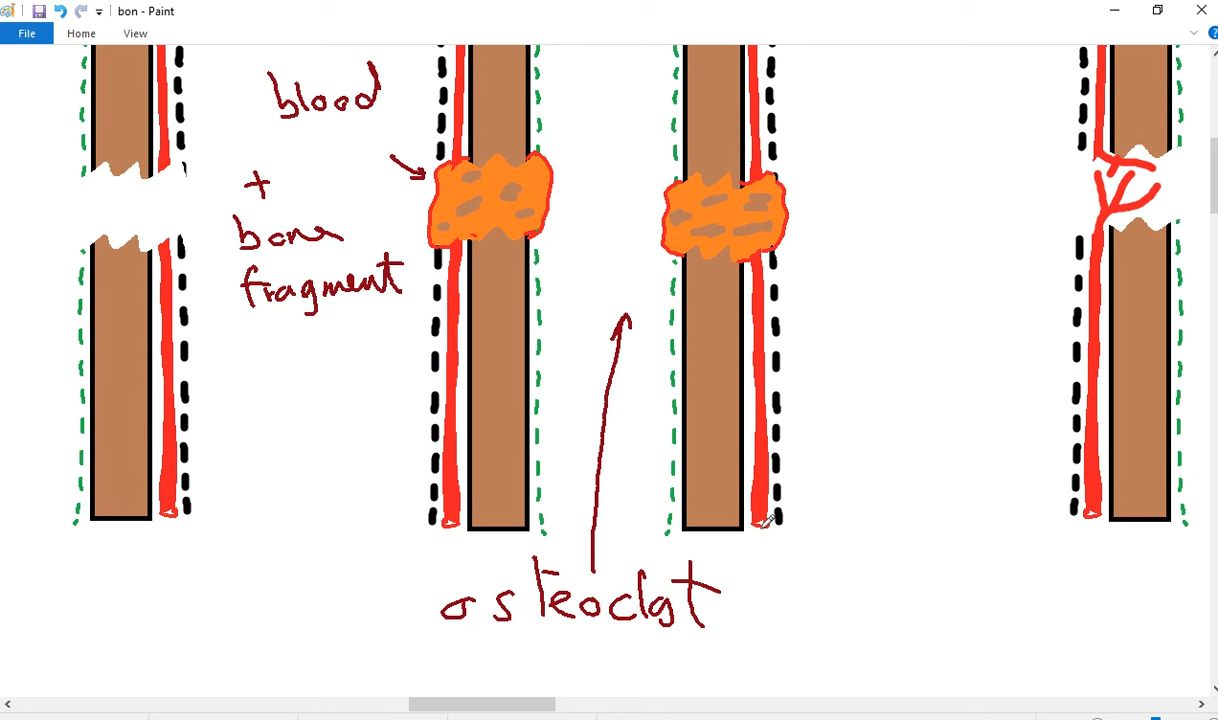 bon - Paint
File Home View
blood
+
bone
fragment
osteoclat